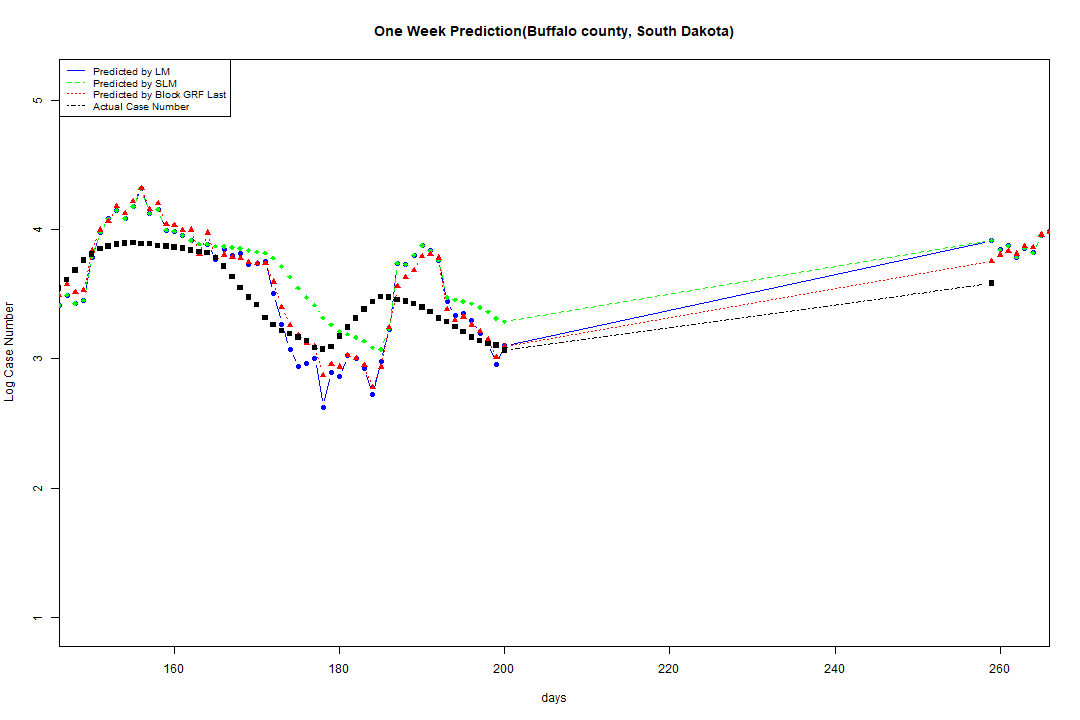 One Week Prediction(Buffalo county, South Dakota)
Predicted by LM
Predicted by SLM
Predicted by Block GRF Last
Actual Case Number
5
4
3
2
1
Log Case Number
160 180 200 220 240 260
days